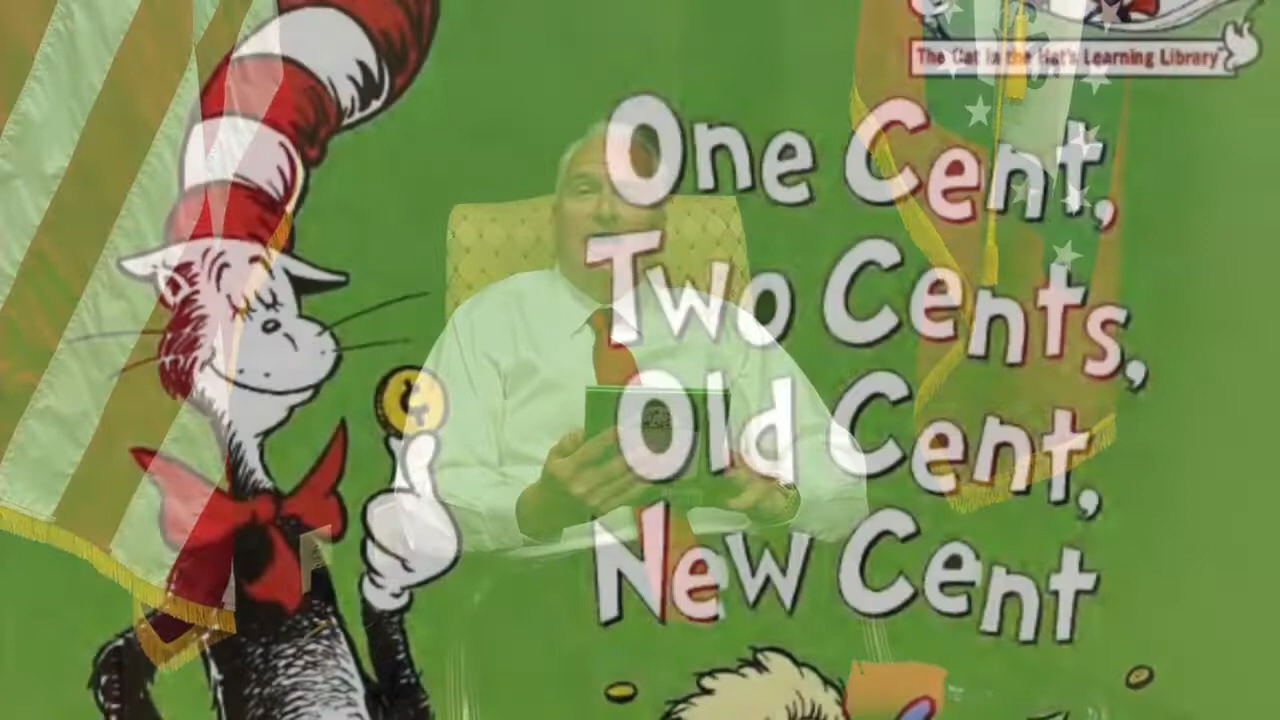 The Cat in the Hat's Learning Library
One Cent,
Two Cents,
Old Cent,
New Cent